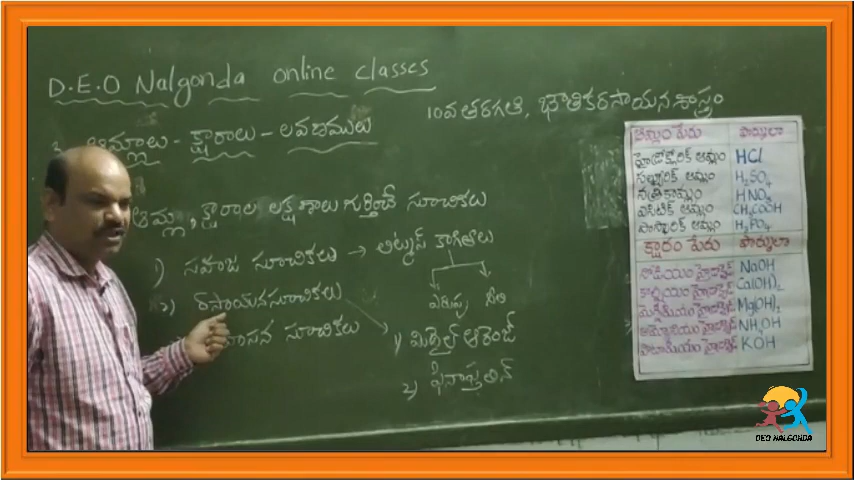 D.E.O Nalgonda online classes
10వ తరగతి, భౌతికరసాయన శాస్త్రం
3. ఆమ్లాలు - క్షారాలు - లవణములు
ఆమ్ల, క్షారాల లక్షణాలు గుర్తించే సూచికలు
1) సహజ సూచికలు → లిట్మస్ కాగితాలు
ఎరుపు నీలి
2) రసాయనసూచికలు
1) మిథైల్ ఆరెంజ్
సూచికలు
2) ఫినాఫ్తలిన్
ఆమ్లం పేరు ఫార్ములా
హైడ్రోక్లోరిక్ ఆమ్లం HCl
సల్ఫ్యూరిక్ ఆమ్లం H₂SO₄
నత్రికామ్లం HNO₃
ఎసిటిక్ ఆమ్లం CH₃COOH
ఫాస్ఫారిక్ ఆమ్లం H₃PO₄
క్షారం పేరు ఫార్ములా
సోడియం హైడ్రాక్సైడ్ NaOH
కాల్షియం హైడ్రాక్సైడ్ Ca(OH)₂
మెగ్నీషియం హైడ్రాక్సైడ్ Mg(OH)₂
అమ్మోనియం హైడ్రాక్సైడ్ NH₄OH
పొటాషియం హైడ్రాక్సైడ్ KOH
DEO NALGONDA